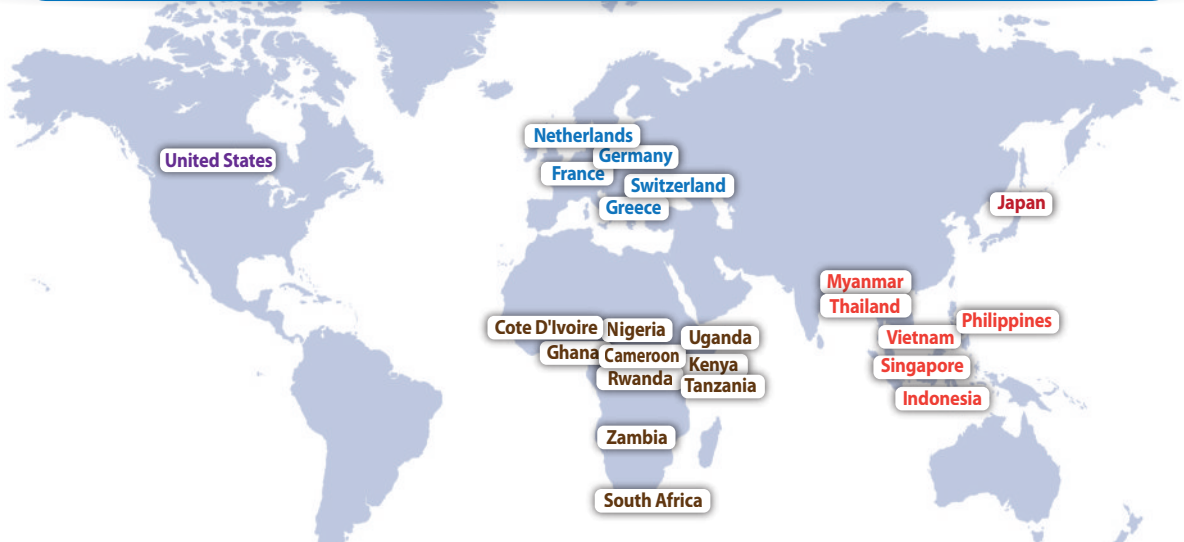 United States
Netherlands
Germany
France
Switzerland
Greece
Japan
Myanmar
Thailand
Philippines
Vietnam
Singapore
Indonesia
Cote D'Ivoire
Nigeria
Uganda
Ghana
Cameroon
Kenya
Rwanda
Tanzania
Zambia
South Africa